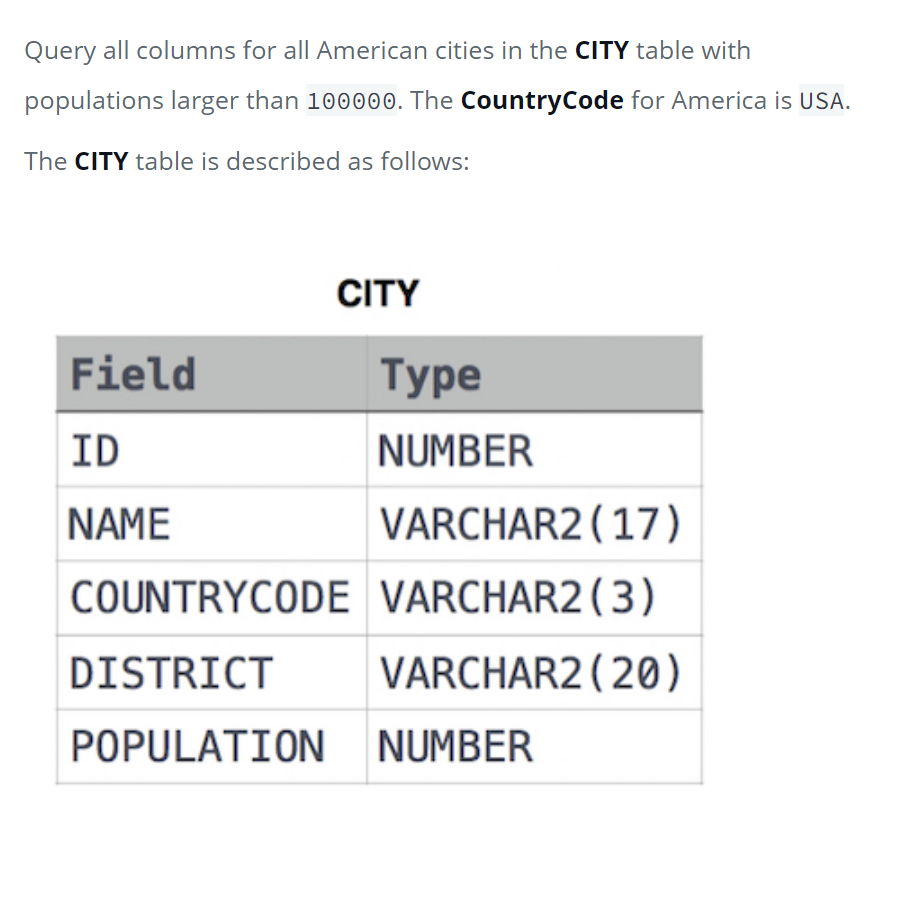 Query all columns for all American cities in the CITY table with
populations larger than 100000. The CountryCode for America is USA.
The CITY table is described as follows:
CITY
Field Type
ID NUMBER
NAME VARCHAR2(17)
COUNTRYCODE VARCHAR2(3)
DISTRICT VARCHAR2(20)
POPULATION NUMBER